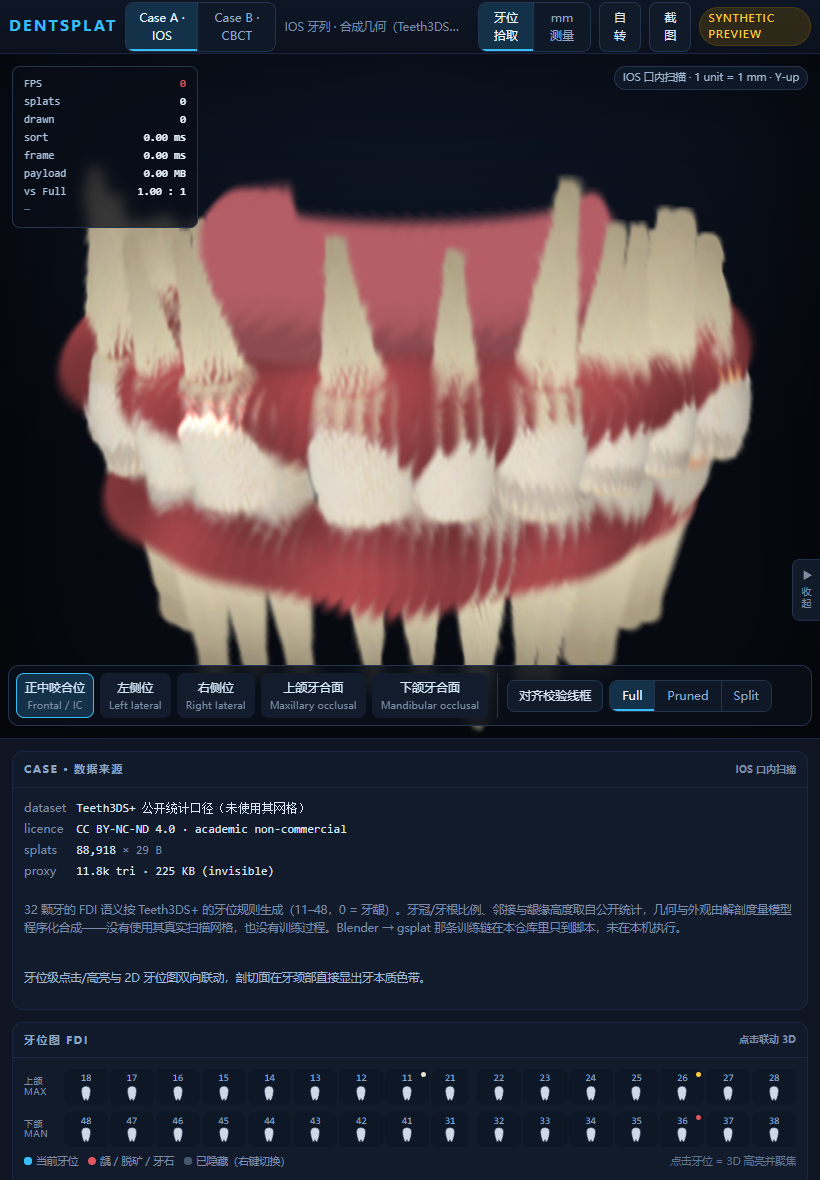 DENTSPLAT
Case A · IOS
Case B · CBCT
IOS 牙列 · 合成几何（Teeth3DS...
牙位拾取
mm 测量
自转
截图
SYNTHETIC PREVIEW
FPS 0
splats 0
drawn 0
sort 0.00 ms
frame 0.00 ms
payload 0.00 MB
vs Full 1.00 : 1
—
IOS 口内扫描 · 1 unit = 1 mm · Y-up
▶ 收起
正中咬合位
Frontal / IC
左侧位
Left lateral
右侧位
Right lateral
上颌牙合面
Maxillary occlusal
下颌牙合面
Mandibular occlusal
对齐校验线框
Full
Pruned
Split
CASE • 数据来源
IOS 口内扫描
dataset Teeth3DS+ 公开统计口径（未使用其网格）
licence CC BY-NC-ND 4.0 · academic non-commercial
splats 88,918 × 29 B
proxy 11.8k tri · 225 KB (invisible)
32 颗牙的 FDI 语义按 Teeth3DS+ 的牙位规则生成（11–48，0 = 牙龈）。牙冠/牙根比例、邻接与龈缘高度取自公开统计，几何与外观由解剖度量模型
程序化合成——没有使用其真实扫描网格，也没有训练过程。Blender → gsplat 那条训练链在本仓库里只到脚本，未在本机执行。
牙位级点击/高亮与 2D 牙位图双向联动，剖切面在牙颈部直接显出牙本质色带。
牙位图 FDI
点击联动 3D
上颌 MAX 18 17 16 15 14 13 12 11 21 22 23 24 25 26 27 28
下颌 MAN 48 47 46 45 44 43 42 41 31 32 33 34 35 36 37 38
当前牙位 龋 / 脱矿 / 牙石 已隐藏（右键切换）
点击牙位 = 3D 高亮并聚焦